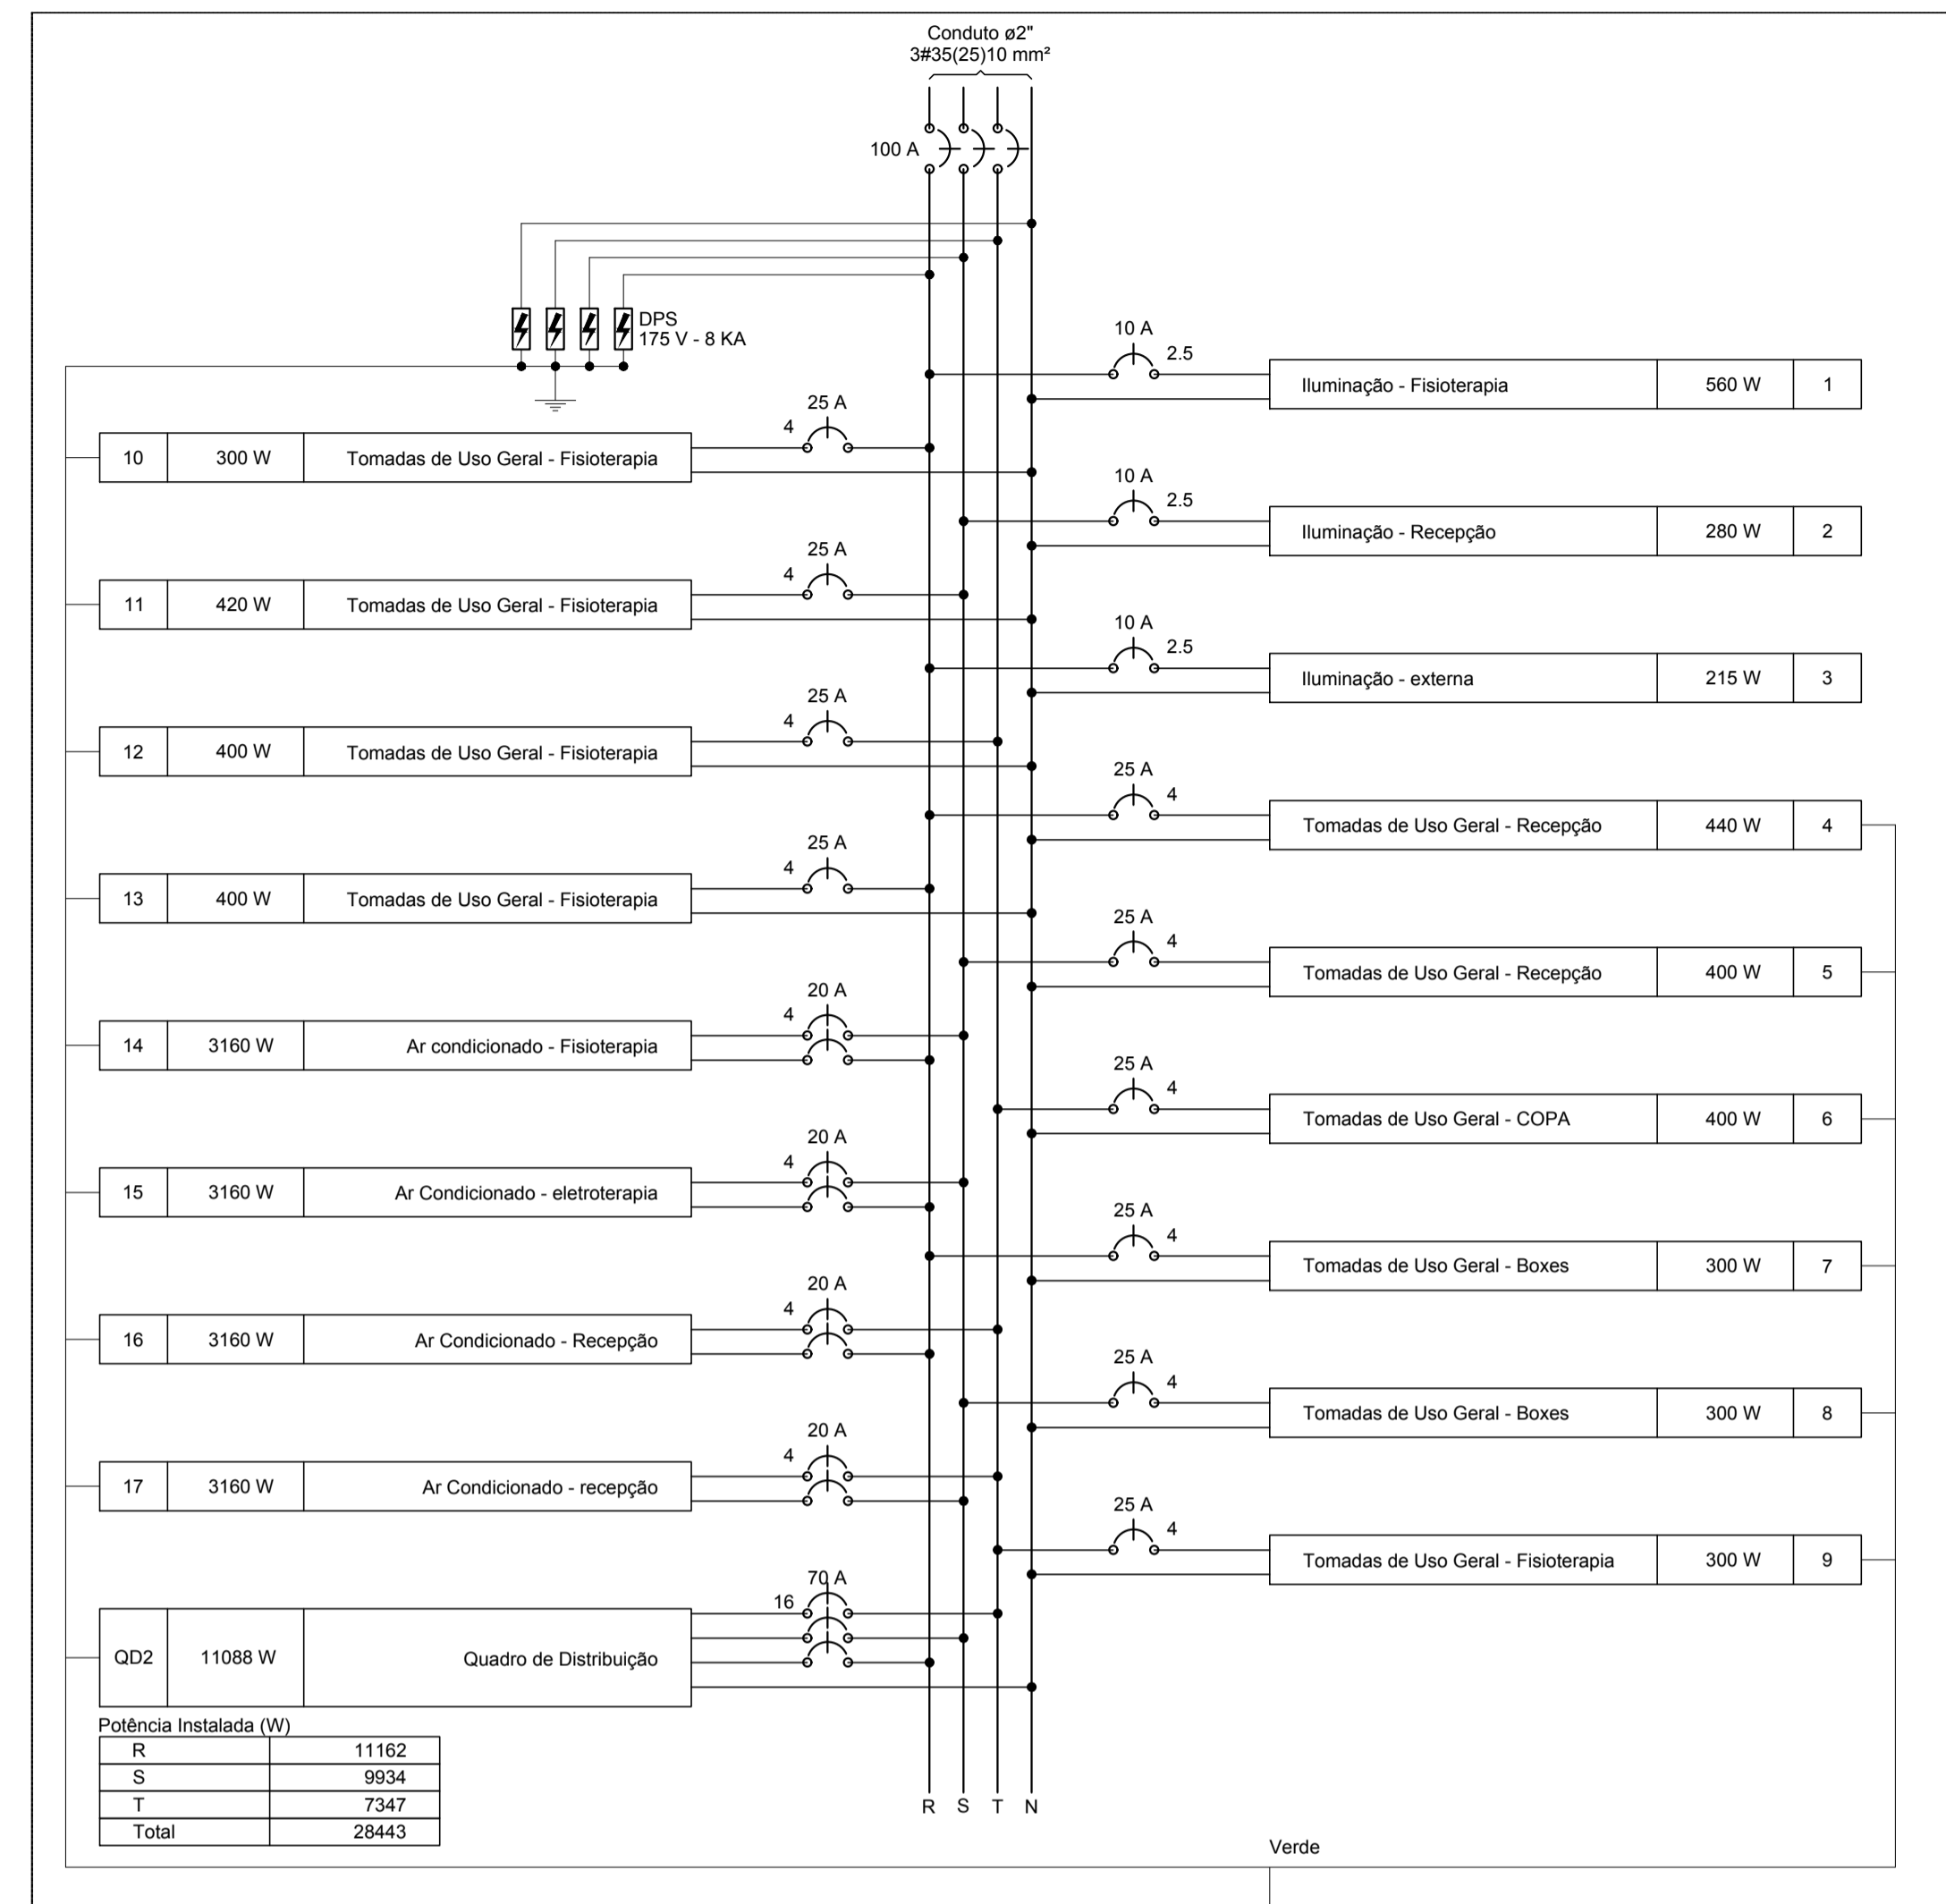 Conduto ø2"
3#35(25)10 mm²
100 A
DPS
175 V - 8 KA
10 A
2.5
Iluminação - Fisioterapia 560 W 1
25 A
4
10 300 W Tomadas de Uso Geral - Fisioterapia
10 A
2.5
Iluminação - Recepção 280 W 2
25 A
4
11 420 W Tomadas de Uso Geral - Fisioterapia
10 A
2.5
Iluminação - externa 215 W 3
25 A
4
12 400 W Tomadas de Uso Geral - Fisioterapia
25 A
4
Tomadas de Uso Geral - Recepção 440 W 4
25 A
4
13 400 W Tomadas de Uso Geral - Fisioterapia
25 A
4
Tomadas de Uso Geral - Recepção 400 W 5
20 A
4
14 3160 W Ar condicionado - Fisioterapia
25 A
4
Tomadas de Uso Geral - COPA 400 W 6
20 A
4
15 3160 W Ar Condicionado - eletroterapia
25 A
4
Tomadas de Uso Geral - Boxes 300 W 7
20 A
4
16 3160 W Ar Condicionado - Recepção
25 A
4
Tomadas de Uso Geral - Boxes 300 W 8
20 A
4
17 3160 W Ar Condicionado - recepção
25 A
4
Tomadas de Uso Geral - Fisioterapia 300 W 9
70 A
16
QD2 11088 W Quadro de Distribuição
Potência Instalada (W)
R 11162
S 9934
T 7347
Total 28443
R S T N
Verde